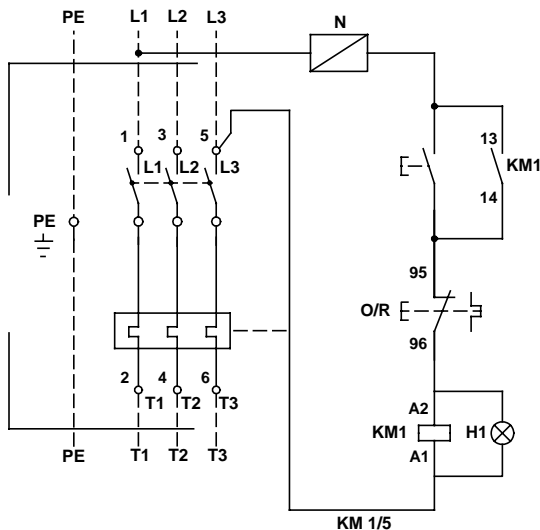 PE L1 L2 L3 N
1 3 5 13
L1 L2 L3 KM1
14
PE
95
O/R
96
2 4 6
T1 T2 T3 A2
KM1 H1
A1
PE T1 T2 T3
KM 1/5